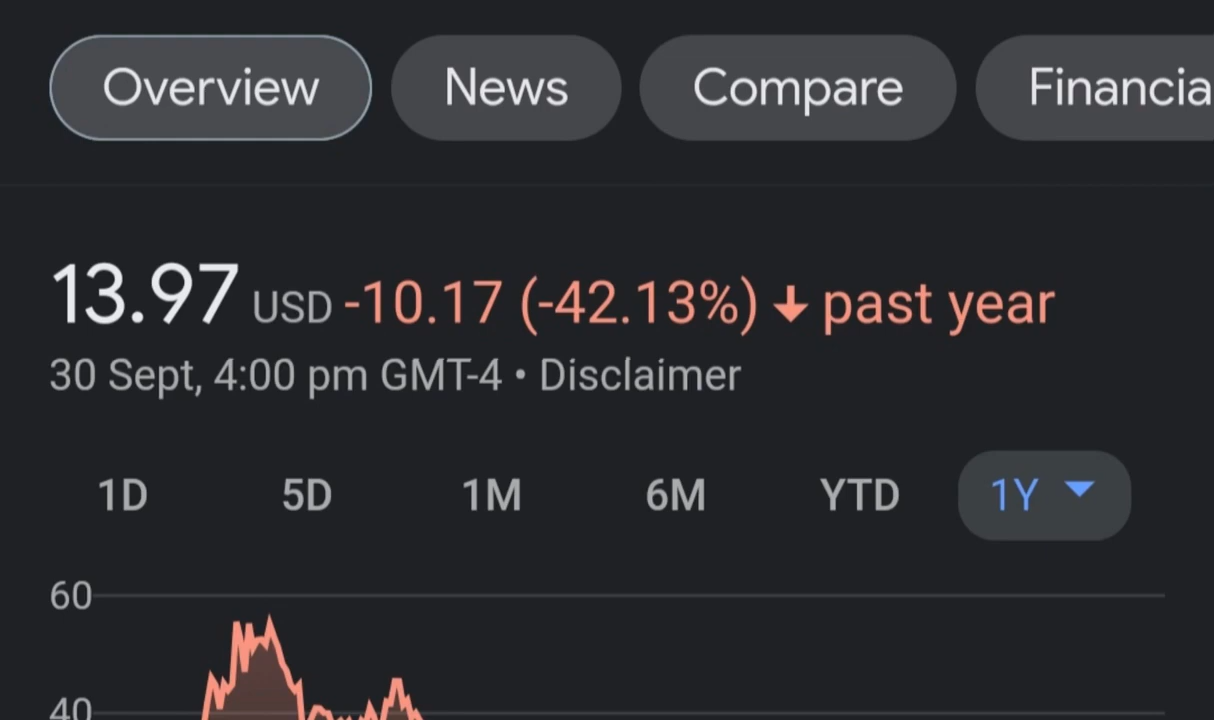 Overview News Compare Financia
13.97 USD -10.17 (-42.13%) ↓ past year
30 Sept, 4:00 pm GMT-4 • Disclaimer
1D 5D 1M 6M YTD 1Y
60
40